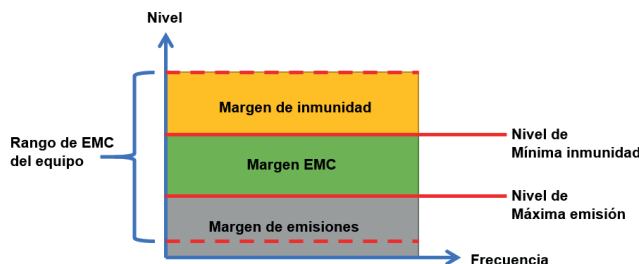 Nivel
Margen de inmunidad
Rango de EMC
del equipo
Nivel de
Mínima inmunidad
Margen EMC
Nivel de
Máxima emisión
Margen de emisiones
Frecuencia